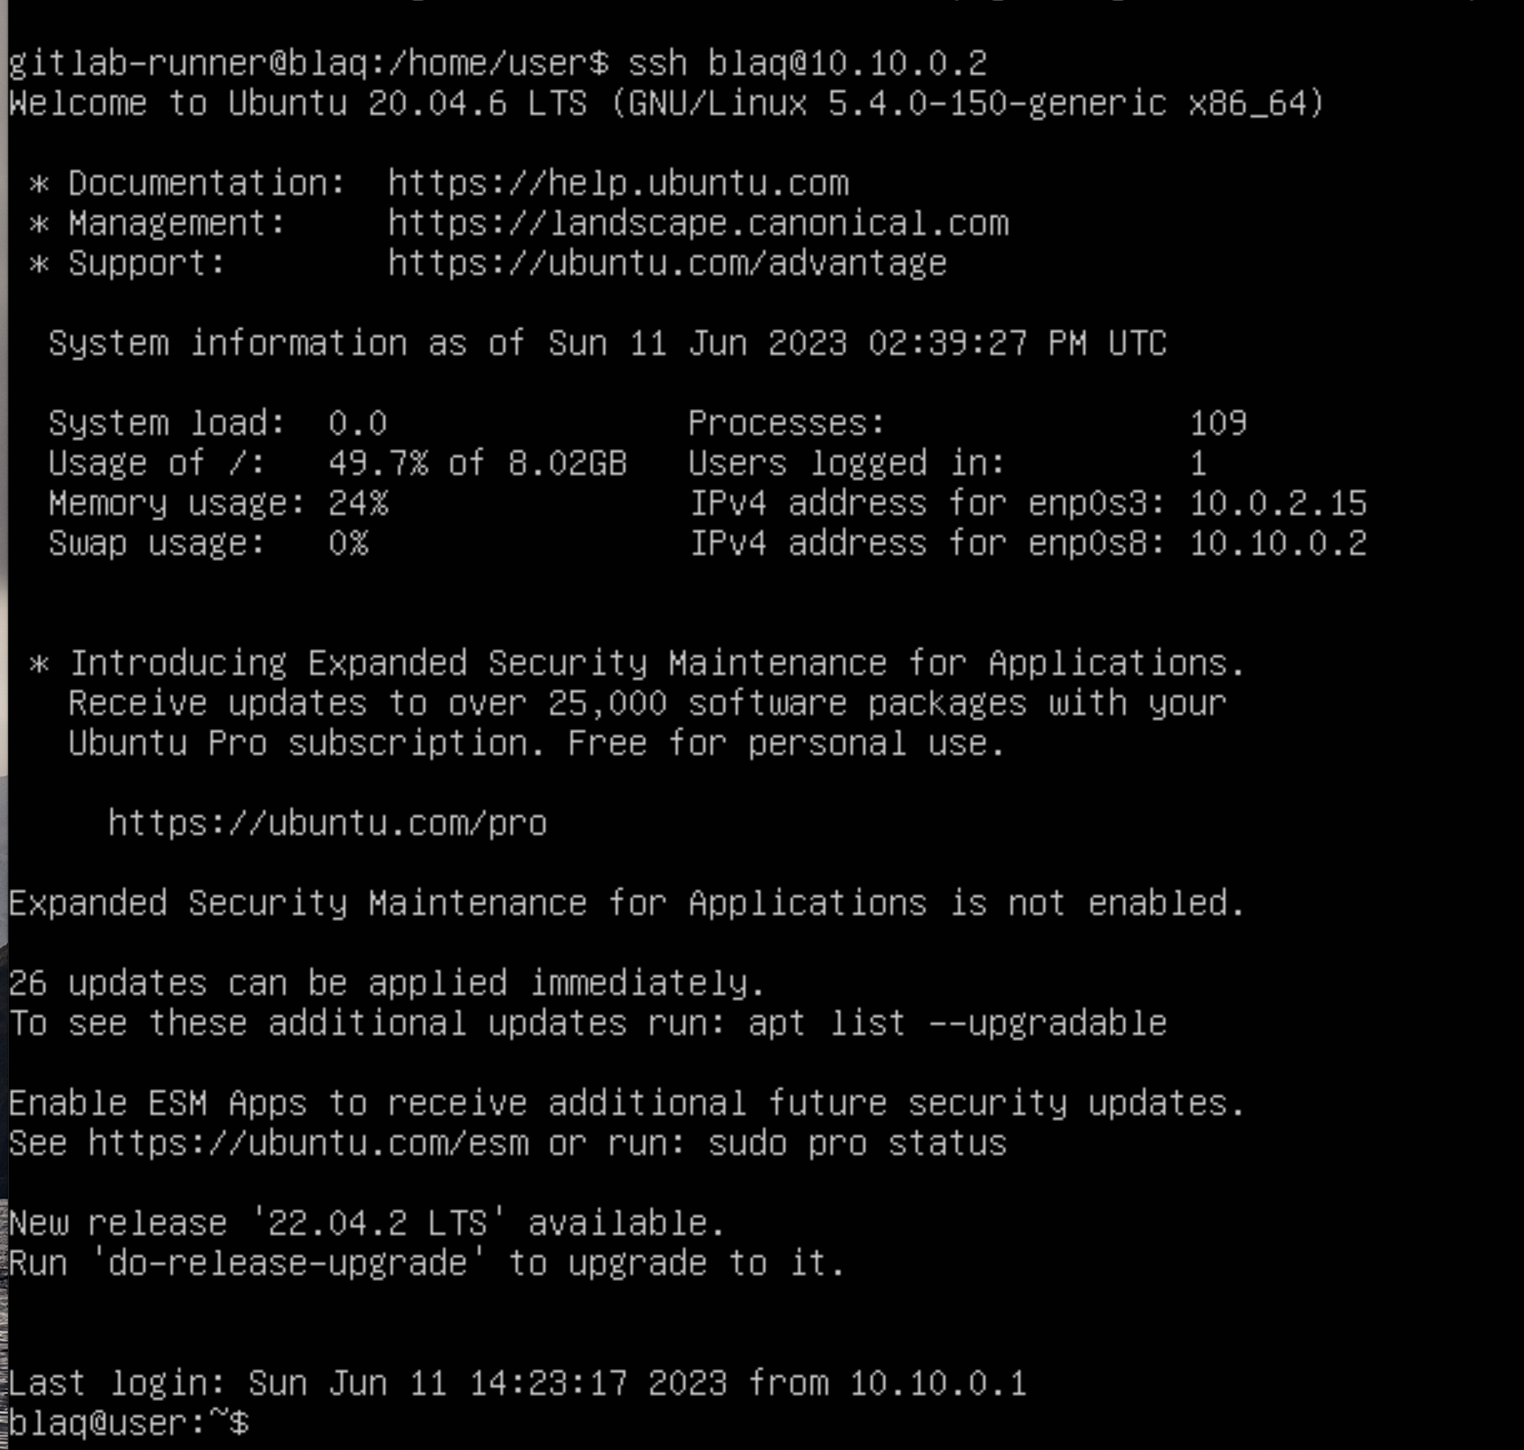 gitlab-runner@blaq:/home/user$ ssh blaq@10.10.0.2
Welcome to Ubuntu 20.04.6 LTS (GNU/Linux 5.4.0-150-generic x86_64)
* Documentation:  https://help.ubuntu.com
* Management:     https://landscape.canonical.com
* Support:        https://ubuntu.com/advantage
System information as of Sun 11 Jun 2023 02:39:27 PM UTC
System load:  0.0               Processes:               109
Usage of /:   49.7% of 8.02GB   Users logged in:         1
Memory usage: 24%               IPv4 address for enp0s3: 10.0.2.15
Swap usage:   0%                IPv4 address for enp0s8: 10.10.0.2
* Introducing Expanded Security Maintenance for Applications.
Receive updates to over 25,000 software packages with your
Ubuntu Pro subscription. Free for personal use.
https://ubuntu.com/pro
Expanded Security Maintenance for Applications is not enabled.
26 updates can be applied immediately.
To see these additional updates run: apt list --upgradable
Enable ESM Apps to receive additional future security updates.
See https://ubuntu.com/esm or run: sudo pro status
New release '22.04.2 LTS' available.
Run 'do-release-upgrade' to upgrade to it.
Last login: Sun Jun 11 14:23:17 2023 from 10.10.0.1
blaq@user:~$